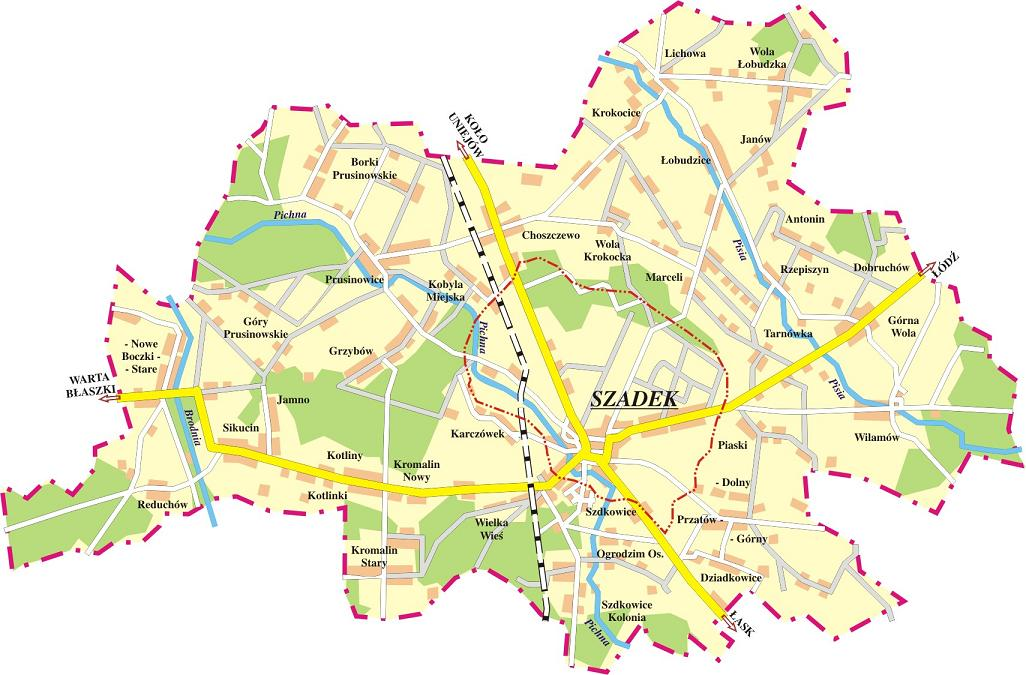 Lichowa
Wola
Łobudzka
Krokocice
KOŁO
UNIEJÓW
Janów
Łobudzice
Borki
Prusinowskie
Pichna
Antonin
Choszczewo
Wola
Krokocka
Pisia
Rzepiszyn
Dobruchów
ŁÓDŹ
Marceli
Prusinowice
Kobyla
Miejska
Góry
Prusinowskie
Pichna
Górna
Wola
Tarnówka
- Nowe
Boczki -
- Stare
Grzybów
WARTA
BŁASZKI
Pisia
SZADEK
Jamno
Brodnia
Sikucin
Karczówek
Wilamów
Piaski
Kotliny
Kromalin
Nowy
- Dolny
Kotlinki
Reduchów
Szdkowice
Przatów -
Wielka
Wieś
- Górny
Kromalin
Stary
Ogrodzim Os.
Dziadkowice
Szdkowice
Kolonia
Pichna
ŁASK